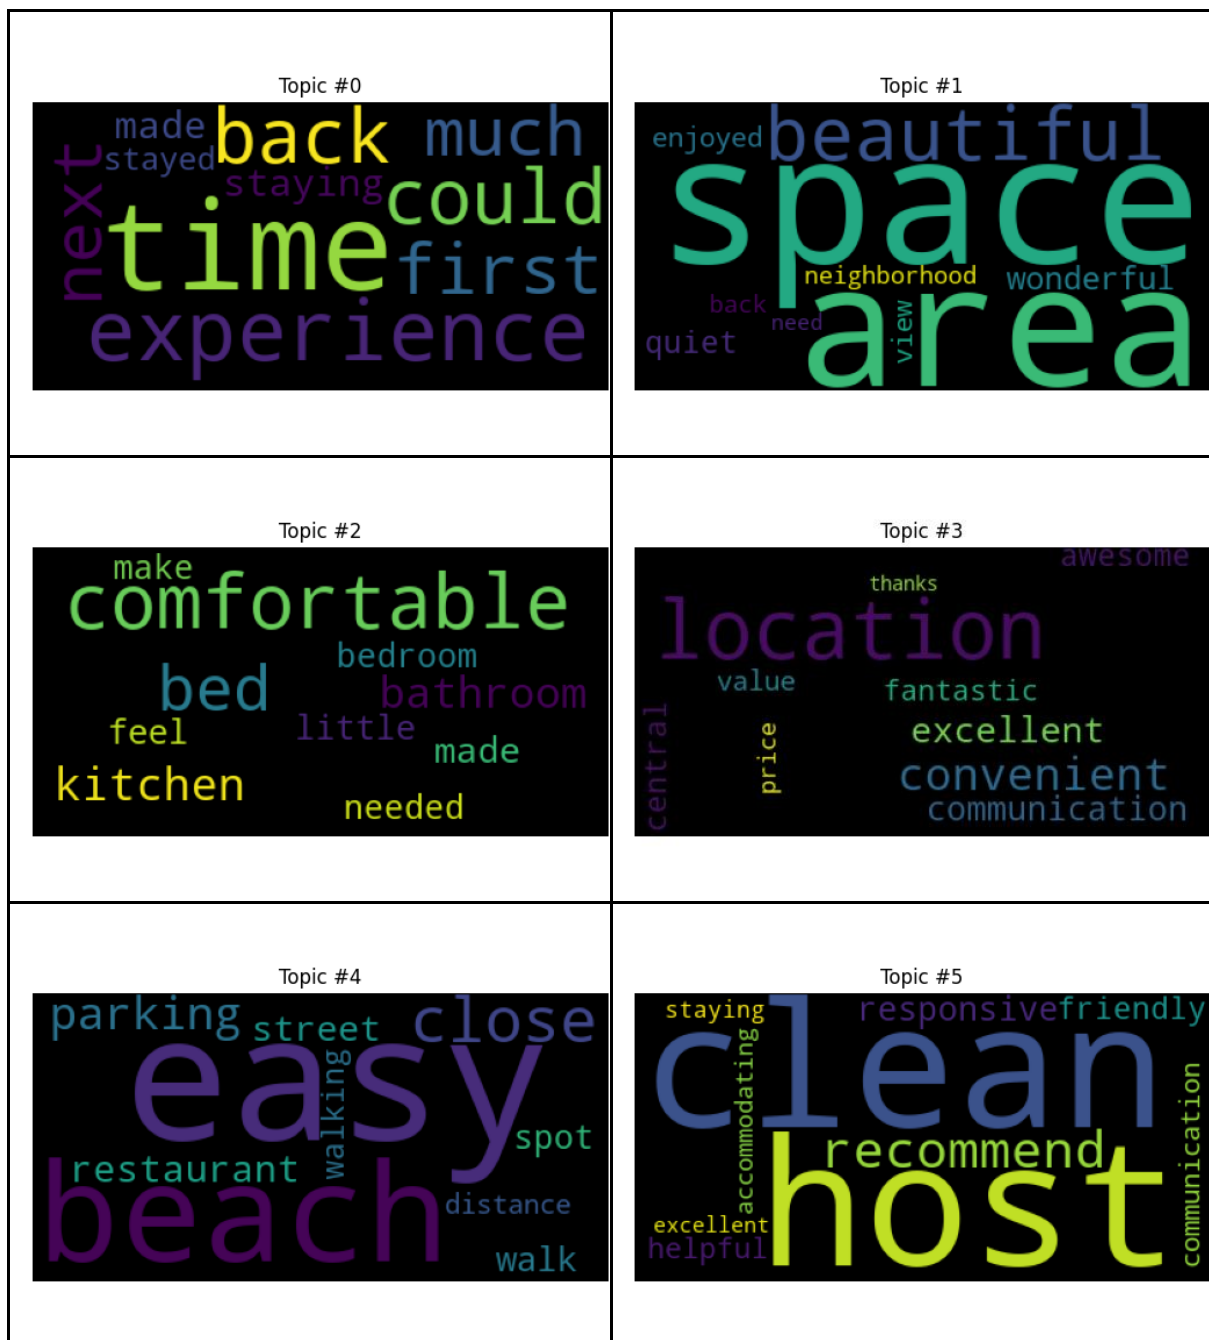 Topic #0
made
back
much
next
stayed
staying
could
time
first
experience
Topic #1
enjoyed
beautiful
space
neighborhood
wonderful
back
need
area
quiet
view
Topic #2
make
comfortable
bedroom
bed
bathroom
feel
little
made
kitchen
needed
Topic #3
awesome
thanks
location
value
fantastic
central
price
excellent
convenient
communication
Topic #4
parking
street
close
easy
walking
spot
restaurant
beach
distance
walk
Topic #5
staying
responsive
friendly
clean
accommodating
recommend
communication
host
excellent
helpful